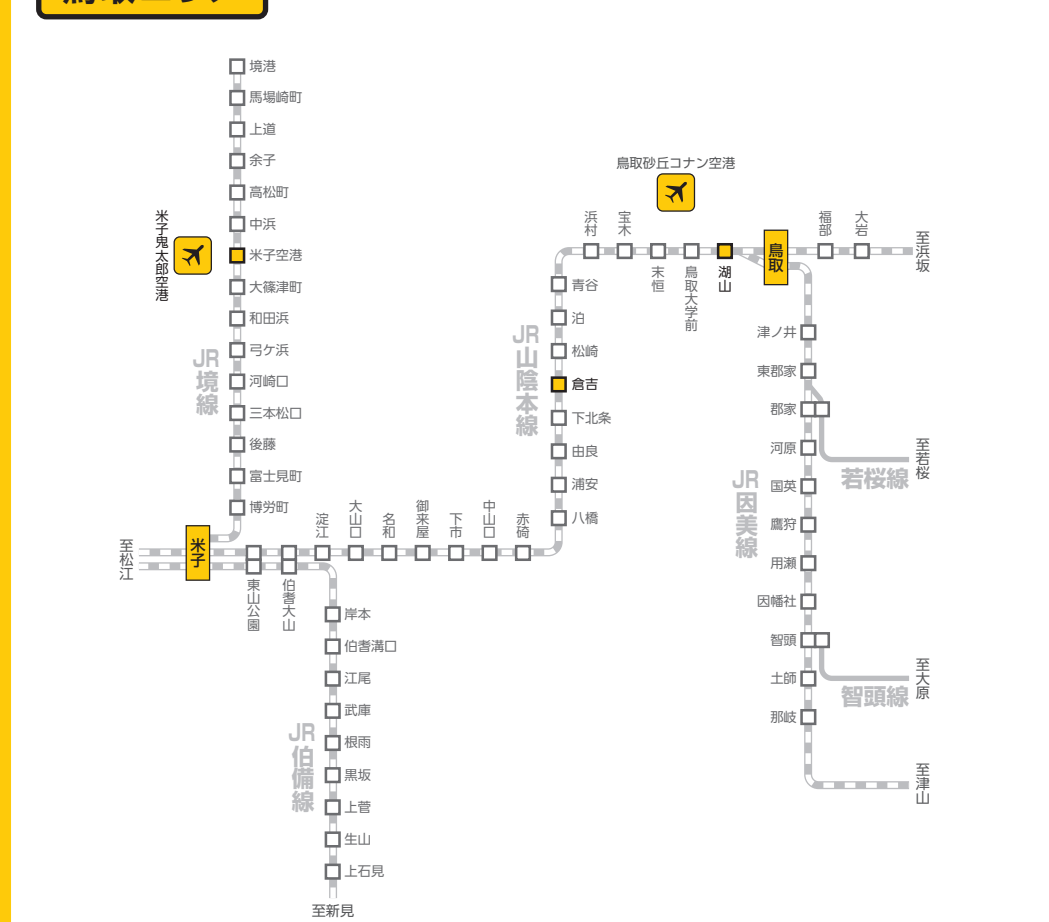 鳥取エリア
境港
馬場崎町
上道
余子
高松町
中浜
米子空港
大篠津町
和田浜
弓ケ浜
河崎口
三本松口
後藤
富士見町
博労町
米子鬼太郎空港
JR境線
至松江
米子
東山公園
伯耆大山
淀江
大山口
名和
御来屋
下市
中山口
赤碕
八橋
浦安
由良
下北条
倉吉
松崎
泊
青谷
JR山陰本線
浜村
宝木
末恒
鳥取大学前
湖山
鳥取砂丘コナン空港
鳥取
福部
大岩
至浜坂
津ノ井
東郡家
郡家
河原
国英
鷹狩
用瀬
因幡社
智頭
土師
那岐
JR因美線
若桜線
至若桜
智頭線
至大原
至津山
岸本
伯耆溝口
江尾
武庫
根雨
黒坂
上菅
生山
上石見
JR伯備線
至新見